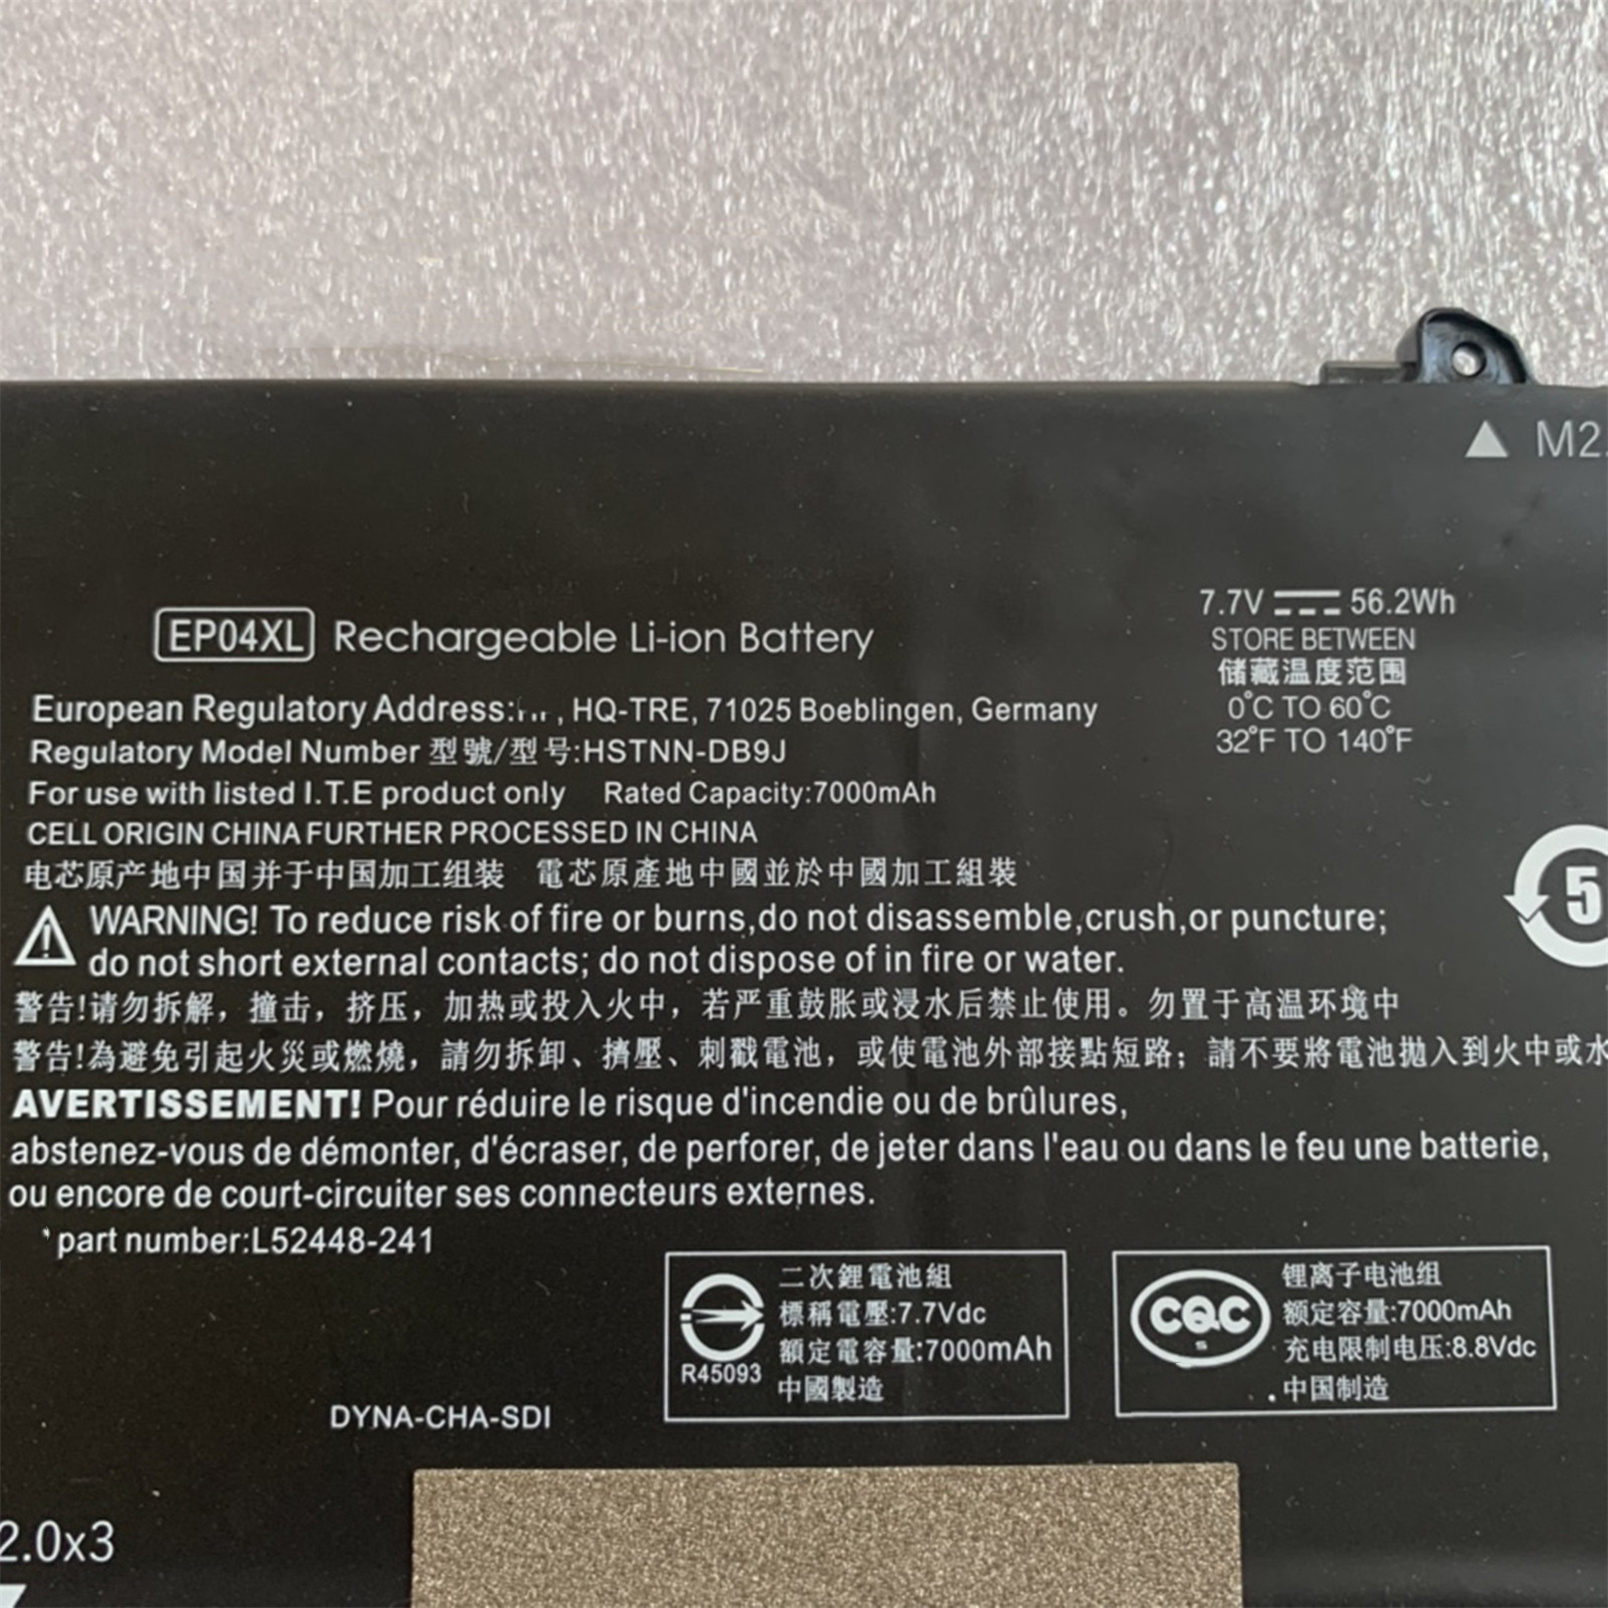 M2.
EP04XL Rechargeable Li-ion Battery
7.7V 56.2Wh
STORE BETWEEN
储藏温度范围
0°C TO 60°C
32°F TO 140°F
European Regulatory Address: , HQ-TRE, 71025 Boeblingen, Germany
Regulatory Model Number 型號/型号:HSTNN-DB9J
For use with listed I.T.E product only Rated Capacity:7000mAh
CELL ORIGIN CHINA FURTHER PROCESSED IN CHINA
电芯原产地中国并于中国加工组装 電芯原產地中國並於中國加工組裝
5
WARNING! To reduce risk of fire or burns,do not disassemble,crush,or puncture;
do not short external contacts; do not dispose of in fire or water.
警告!请勿拆解，撞击，挤压，加热或投入火中，若严重鼓胀或浸水后禁止使用。勿置于高温环境中
警告!為避免引起火災或燃燒，請勿拆卸、擠壓、刺戳電池，或使電池外部接點短路；請不要將電池拋入到火中或水
AVERTISSEMENT! Pour réduire le risque d'incendie ou de brûlures,
abstenez-vous de démonter, d'écraser, de perforer, de jeter dans l'eau ou dans le feu une batterie,
ou encore de court-circuiter ses connecteurs externes.
part number:L52448-241
二次鋰電池組
標稱電壓:7.7Vdc
額定電容量:7000mAh
中國製造
R45093
CQC
S
锂离子电池组
额定容量:7000mAh
充电限制电压:8.8Vdc
.中国制造
DYNA-CHA-SDI
2.0x3